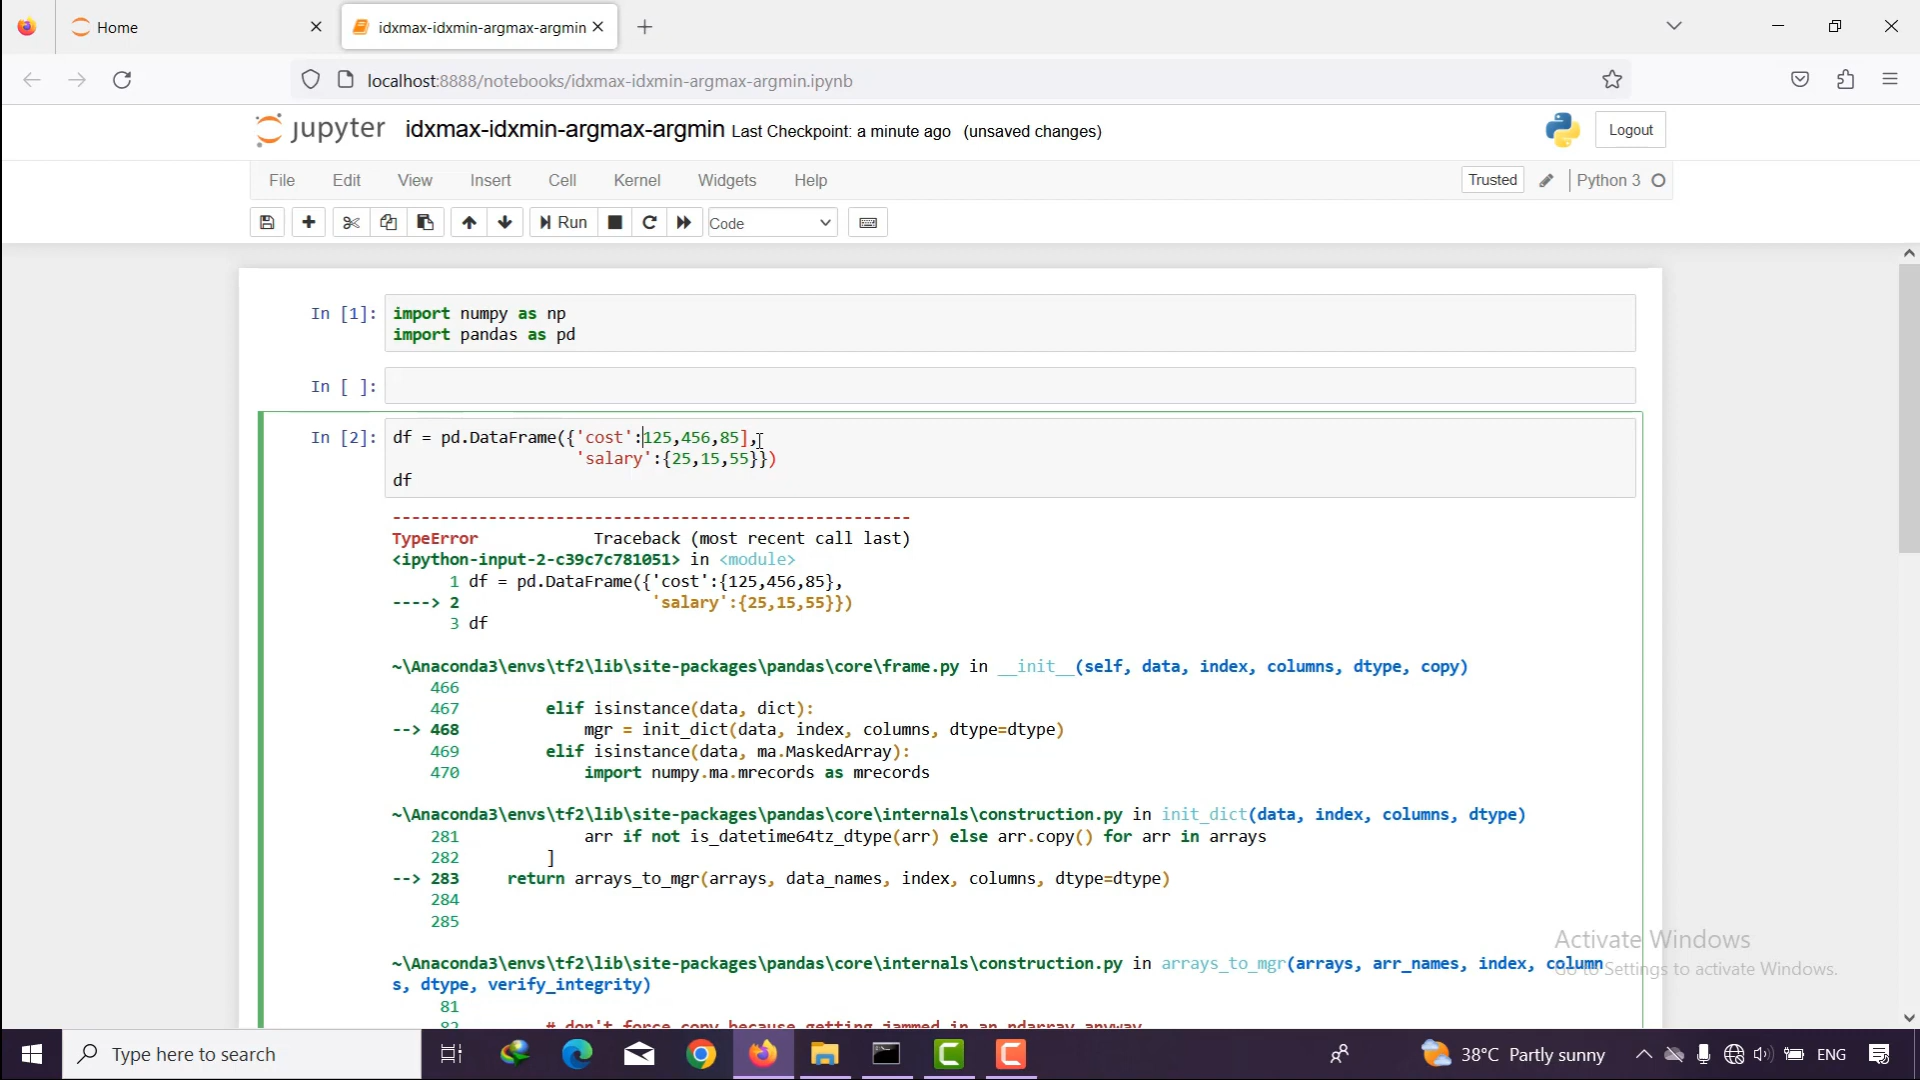 Home
idxmax-idxmin-argmax-argmin
localhost:8888/notebooks/idxmax-idxmin-argmax-argmin.ipynb
jupyter idxmax-idxmin-argmax-argmin Last Checkpoint: a minute ago (unsaved changes)
Logout
File Edit View Insert Cell Kernel Widgets Help
Trusted Python 3
Run Code
In [1]: import numpy as np
import pandas as pd
In [ ]:
In [2]: df = pd.DataFrame({'cost':125,456,85],
'salary':{25,15,55}})
df
------------------------------------------------------
TypeError Traceback (most recent call last)
<ipython-input-2-c39c7c781051> in <module>
1 df = pd.DataFrame({'cost':{125,456,85},
----> 2 'salary':{25,15,55}})
3 df
~\Anaconda3\envs\tf2\lib\site-packages\pandas\core\frame.py in __init__(self, data, index, columns, dtype, copy)
466
467 elif isinstance(data, dict):
--> 468 mgr = init_dict(data, index, columns, dtype=dtype)
469 elif isinstance(data, ma.MaskedArray):
470 import numpy.ma.mrecords as mrecords
~\Anaconda3\envs\tf2\lib\site-packages\pandas\core\internals\construction.py in init_dict(data, index, columns, dtype)
281 arr if not is_datetime64tz_dtype(arr) else arr.copy() for arr in arrays
282 ]
--> 283 return arrays_to_mgr(arrays, data_names, index, columns, dtype=dtype)
284
285
~\Anaconda3\envs\tf2\lib\site-packages\pandas\core\internals\construction.py in arrays_to_mgr(arrays, arr_names, index, column
s, dtype, verify_integrity)
81
82 # don't force copy because getting jammed in an ndarray anyway
Activate Windows
Go to Settings to activate Windows.
Type here to search
38°C Partly sunny
ENG